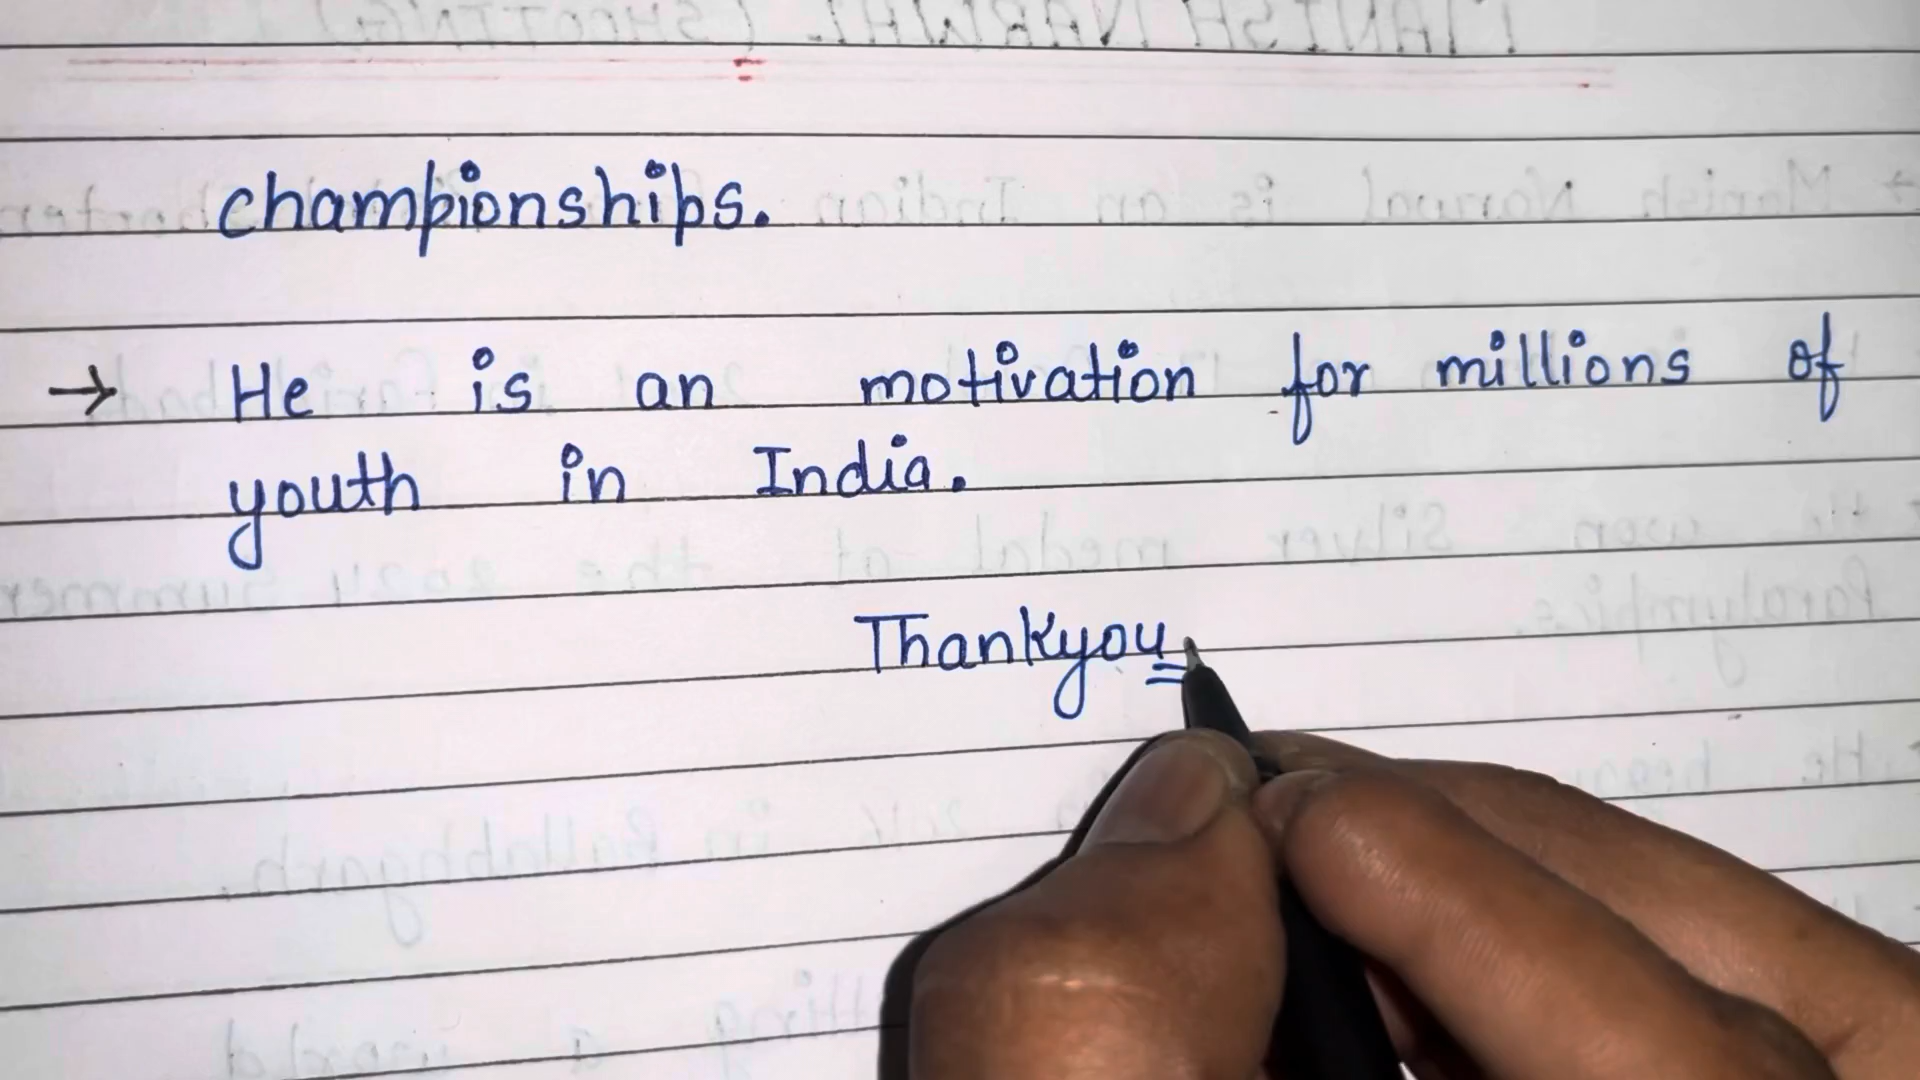 championships.
→ He is an motivation for millions of
youth in India.
Thankyou